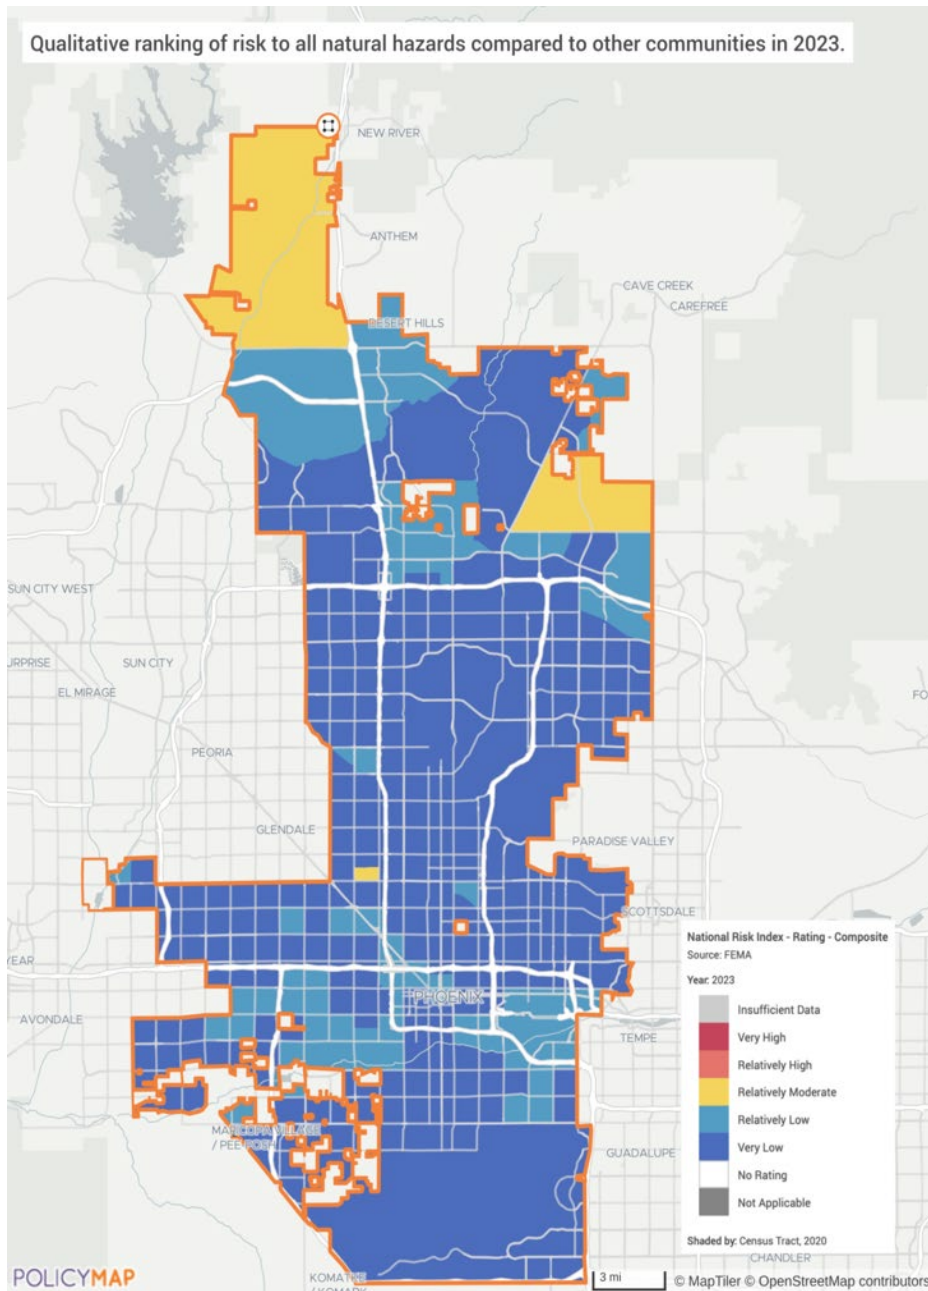 Qualitative ranking of risk to all natural hazards compared to other communities in 2023.
NEW RIVER
ANTHEM
CAVE CREEK
CAREFREE
DESERT HILLS
SUN CITY WEST
URPRISE
SUN CITY
EL MIRAGE
FO
PEORIA
GLENDALE
PARADISE VALLEY
SCOTTSDALE
National Risk Index - Rating - Composite
Source: FEMA
Year: 2023
Insufficient Data
Very High
Relatively High
Relatively Moderate
Relatively Low
Very Low
No Rating
Not Applicable
Shaded by: Census Tract, 2020
YEAR
PHOENIX
AVONDALE
TEMPE
MARICOPA VILLAGE
/ PEE-POSH
GUADALUPE
CHANDLER
POLICYMAP
KOMATKE
3 mi
© MapTiler © OpenStreetMap contributors